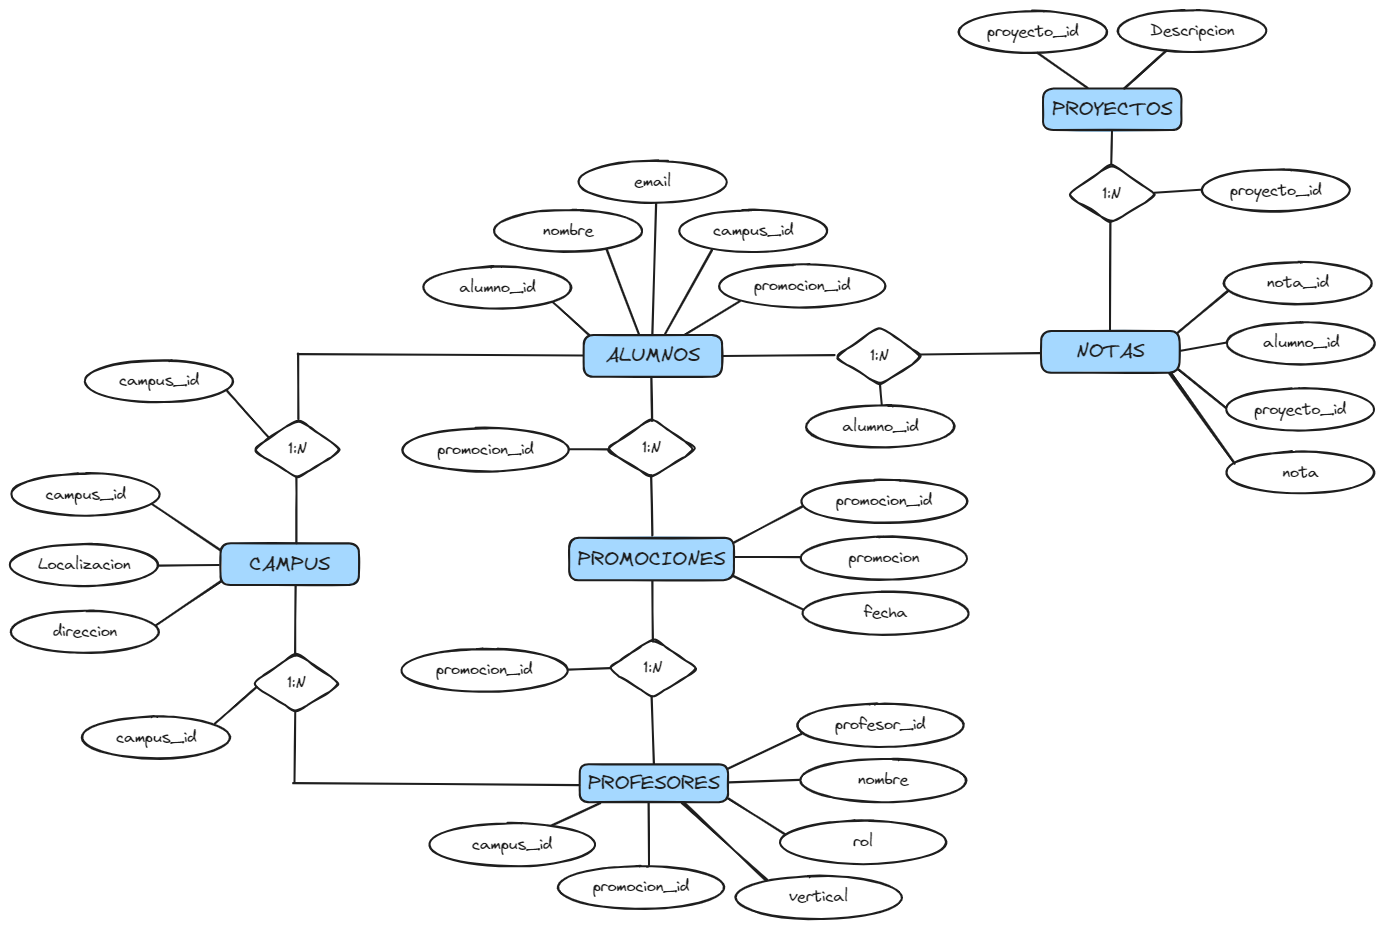 proyecto_id
Descripcion
PROYECTOS
1:N
proyecto_id
email
nombre
campus_id
alumno_id
promocion_id
ALUMNOS
1:N
alumno_id
NOTAS
nota_id
alumno_id
proyecto_id
nota
campus_id
1:N
promocion_id
1:N
campus_id
Localizacion
direccion
CAMPUS
PROMOCIONES
promocion_id
promocion
fecha
1:N
campus_id
promocion_id
1:N
PROFESORES
profesor_id
nombre
rol
vertical
promocion_id
campus_id